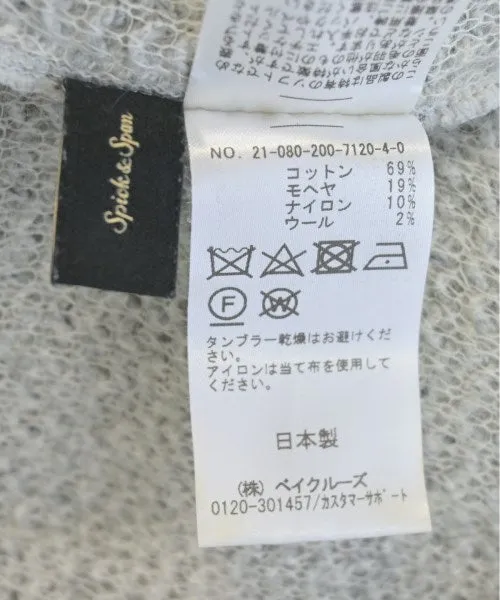 Spick & Span
NO. 21-080-200-7120-4-0
コットン 69%
モヘヤ 19%
ナイロン 10%
ウール 2%
F
W
タンブラー乾燥はお避けくだ
さい。
アイロンは当て布を使用して
ください。
日本製
(株) ベイクルーズ
0120-301457/カスタマーサポート